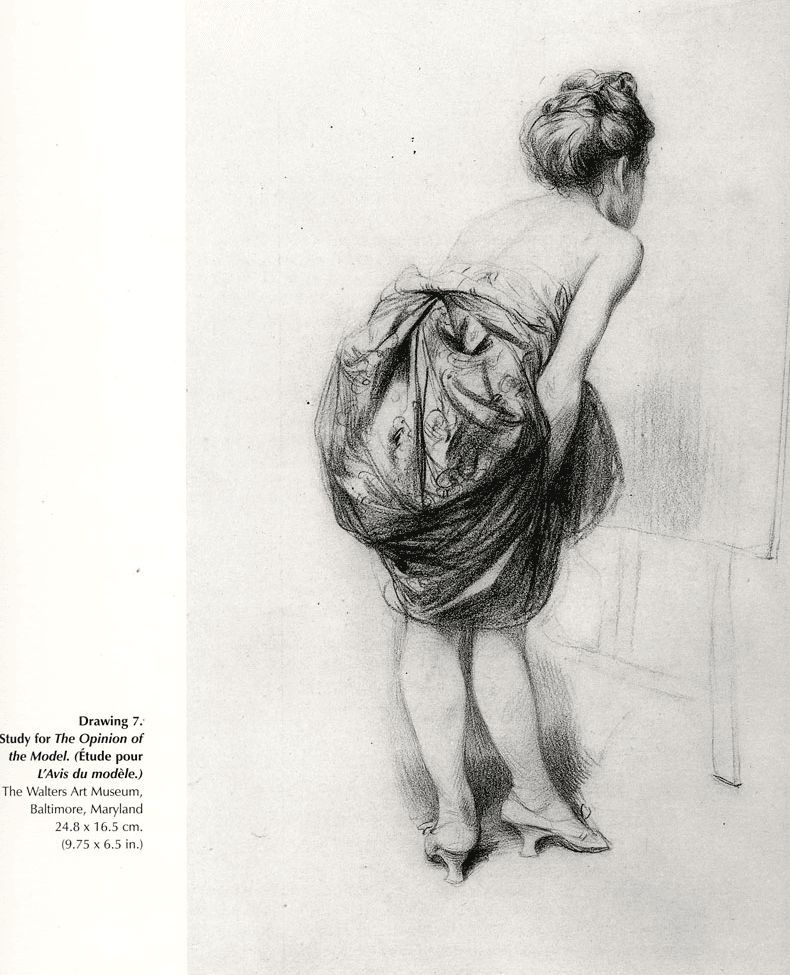 Drawing 7.
Study for The Opinion of
the Model. (Étude pour
L'Avis du modèle.)
The Walters Art Museum,
Baltimore, Maryland
24.8 x 16.5 cm.
(9.75 x 6.5 in.)